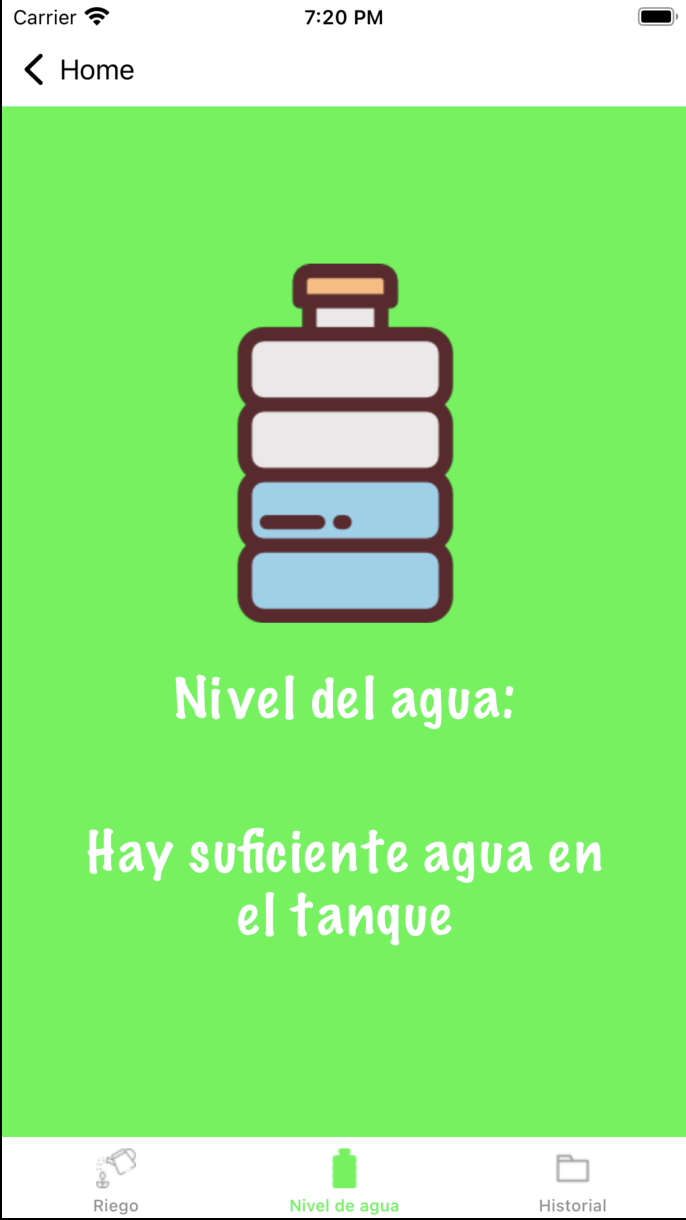 Carrier 7:20 PM
Home
Nivel del agua:
Hay suficiente agua en
el tanque
Riego Nivel de agua Historial